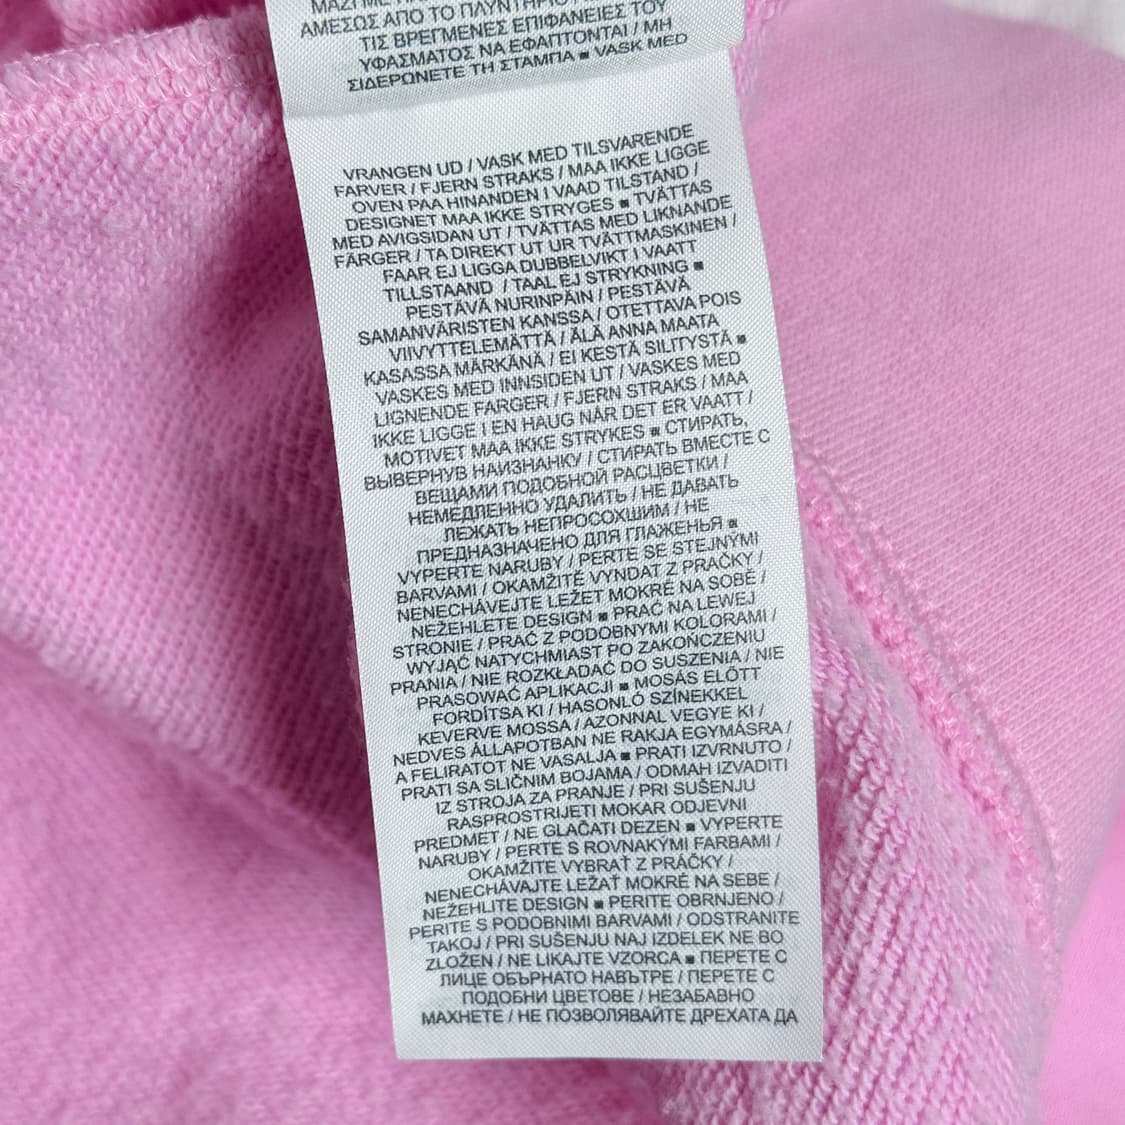 ΑΜΕΣΩΣ ΑΠΟ ΤΟ ΠΛΥΝΤΗΡΙΟ
ΤΙΣ ΒΡΕΓΜΕΝΕΣ ΕΠΙΦΑΝΕΙΕΣ ΤΟΥ
ΥΦΑΣΜΑΤΟΣ ΝΑ ΕΦΑΠΤΟΝΤΑΙ / ΜΗ
ΣΙΔΕΡΩΝΕΤΕ ΤΗ ΣΤΑΜΠΑ ■ VASK MED
VRANGEN UD / VASK MED TILSVARENDE
FARVER / FJERN STRAKS / MAA IKKE LIGGE
OVEN PAA HINANDEN I VAAD TILSTAND /
DESIGNET MAA IKKE STRYGES ■ TVÄTTAS
MED AVIGSIDAN UT / TVÄTTAS MED LIKNANDE
FÄRGER / TA DIREKT UT UR TVÄTTMASKINEN /
FAAR EJ LIGGA DUBBELVIKT I VAATT
TILLSTAAND / TAAL EJ STRYKNING ■
PESTÄVÄ NURINPÄIN / PESTÄVÄ
SAMANVÄRISTEN KANSSA / OTETTAVA POIS
VIIVYTTELEMÄTTÄ / ÄLÄ ANNA MAATA
KASASSA MÄRKÄNÄ / EI KESTÄ SILITYSTÄ ■
VASKES MED INNSIDEN UT / VASKES MED
LIGNENDE FARGER / FJERN STRAKS / MAA
IKKE LIGGE I EN HAUG NÅR DET ER VAATT /
MOTIVET MAA IKKE STRYKES ■ СТИРАТЬ,
ВЫВЕРНУВ НАИЗНАНКУ / СТИРАТЬ ВМЕСТЕ С
ВЕЩАМИ ПОДОБНОЙ РАСЦВЕТКИ /
НЕМЕДЛЕННО УДАЛИТЬ / НЕ ДАВАТЬ
ЛЕЖАТЬ НЕПРОСОХШИМ / НЕ
ПРЕДНАЗНАЧЕНО ДЛЯ ГЛАЖЕНЬЯ ■
VYPERTE NARUBY / PERTE SE STEJNÝMI
BARVAMI / OKAMŽITĚ VYNDAT Z PRAČKY /
NENECHÁVEJTE LEŽET MOKRÉ NA SOBĚ /
NEŽEHLETE DESIGN ■ PRAĆ NA LEWEJ
STRONIE / PRAĆ Z PODOBNYMI KOLORAMI /
WYJĄĆ NATYCHMIAST PO ZAKOŃCZENIU
PRANIA / NIE ROZKŁADAĆ DO SUSZENIA / NIE
PRASOWAĆ APLIKACJI ■ MOSÁS ELŐTT
FORDÍTSA KI / HASONLÓ SZÍNEKKEL
KEVERVE MOSSA / AZONNAL VEGYE KI /
NEDVES ÁLLAPOTBAN NE RAKJA EGYMÁSRA /
A FELIRATOT NE VASALJA ■ PRATI IZVRNUTO /
PRATI SA SLIČNIM BOJAMA / ODMAH IZVADITI
IZ STROJA ZA PRANJE / PRI SUŠENJU
RASPROSTRIJETI MOKAR ODJEVNI
PREDMET / NE GLAČATI DEZEN ■ VYPERTE
NARUBY / PERTE S ROVNAKÝMI FARBAMI /
OKAMŽITE VYBRAŤ Z PRÁČKY /
NENECHÁVAJTE LEŽAŤ MOKRÉ NA SEBE /
NEŽEHLITE DESIGN ■ PERITE OBRNJENO /
PERITE S PODOBNIMI BARVAMI / ODSTRANITE
TAKOJ / PRI SUŠENJU NAJ IZDELEK NE BO
ZLOŽEN / NE LIKAJTE VZORCA ■ ПЕРЕТЕ С
ЛИЦЕ ОБЪРНАТО НАВЪТРЕ / ПЕРЕТЕ С
ПОДОБНИ ЦВЕТОВЕ / НЕЗАБАВНО
МАХНЕТЕ / НЕ ПОЗВОЛЯВАЙТЕ ДРЕХАТА ДА